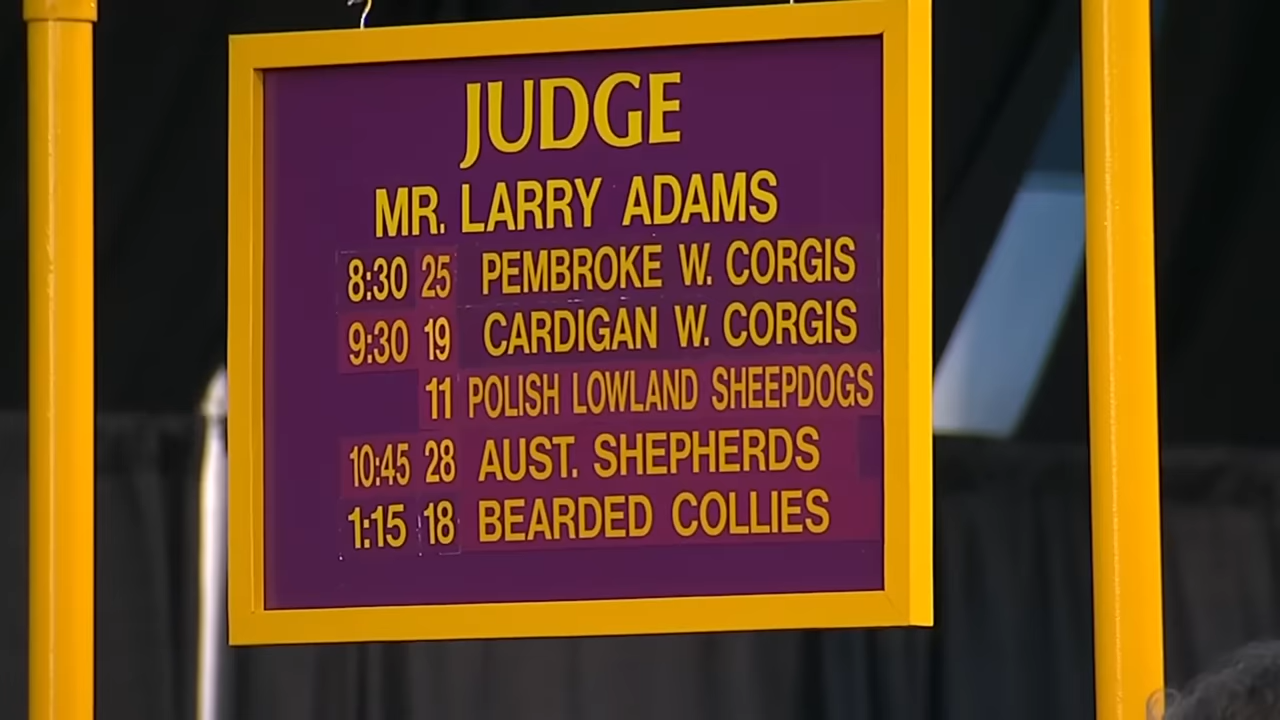 JUDGE
MR. LARRY ADAMS
8:30 25 PEMBROKE W. CORGIS
9:30 19 CARDIGAN W. CORGIS
11 POLISH LOWLAND SHEEPDOGS
10:45 28 AUST. SHEPHERDS
1:15 18 BEARDED COLLIES